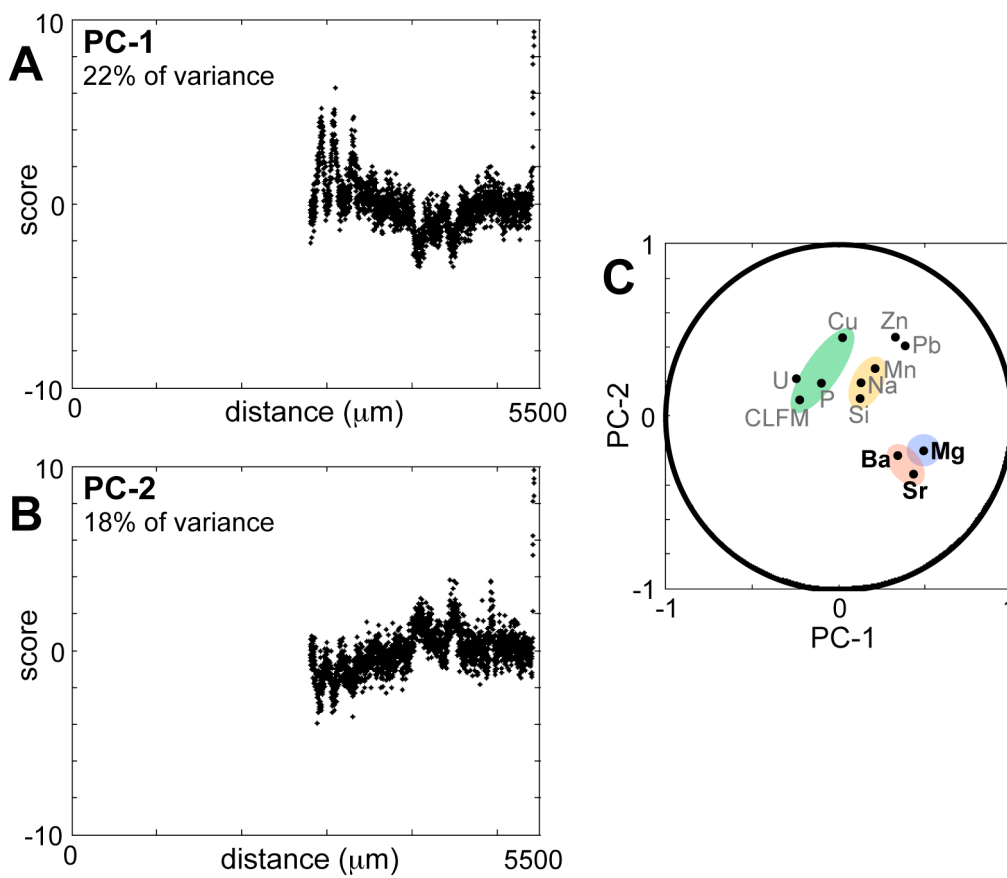 A
PC-1
22% of variance
10
0
-10
score
0
distance (μm)
5500
B
PC-2
18% of variance
10
0
-10
score
0
distance (μm)
5500
C
1
0
-1
PC-2
Cu
Zn
Pb
U
P
Mn
Na
CLFM
Si
Ba
Mg
Sr
-1
0
PC-1